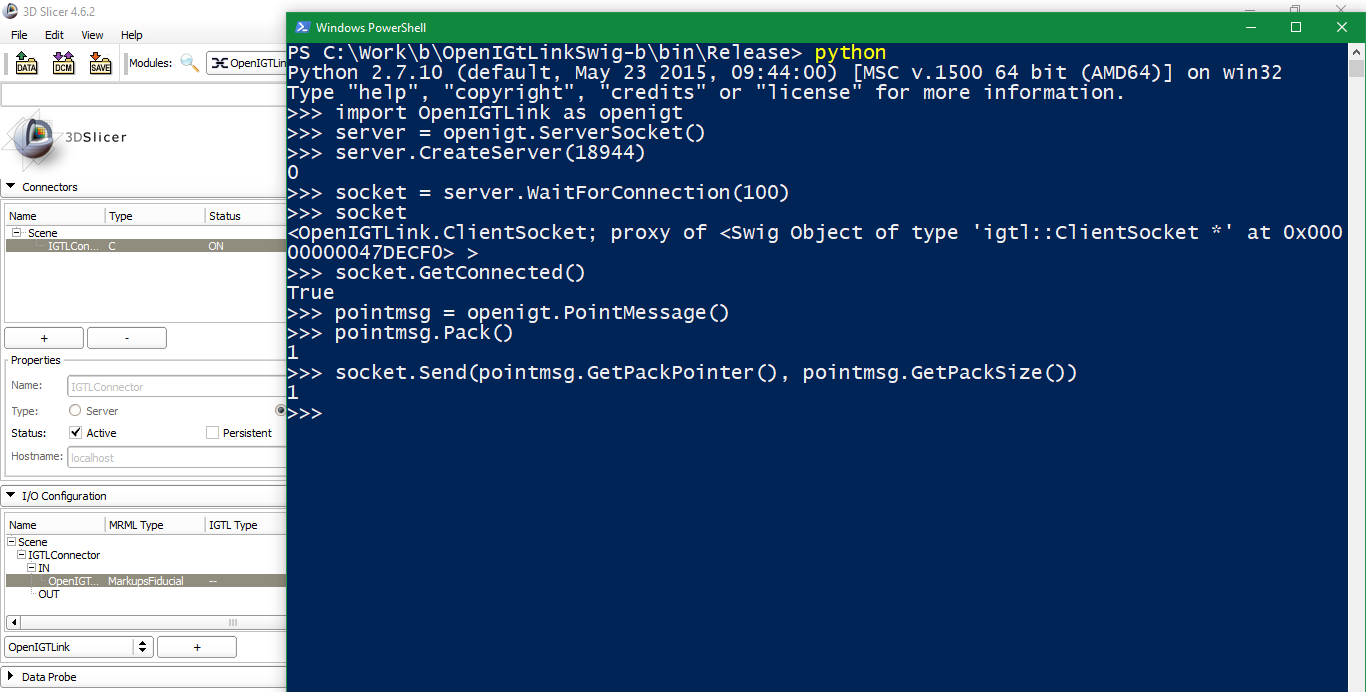 3D Slicer 4.6.2
File Edit View Help
DATA DCM SAVE Modules: OpenIGTLin
3DSlicer
Connectors
Name Type Status
Scene
IGTLCon... C ON
+ -
Properties
Name: IGTLConnector
Type: Server
Status: Active Persistent
Hostname: localhost
I/O Configuration
Name MRML Type IGTL Type
Scene
IGTLConnector
IN
OpenIGT... MarkupsFiducial --
OUT
OpenIGTLink +
Data Probe
Windows PowerShell
PS C:\Work\b\OpenIGtLinkSwig-b\bin\Release> python
Python 2.7.10 (default, May 23 2015, 09:44:00) [MSC v.1500 64 bit (AMD64)] on win32
Type "help", "copyright", "credits" or "license" for more information.
>>> import OpenIGTLink as openigt
>>> server = openigt.ServerSocket()
>>> server.CreateServer(18944)
0
>>> socket = server.WaitForConnection(100)
>>> socket
<OpenIGTLink.ClientSocket; proxy of <Swig Object of type 'igtl::ClientSocket *' at 0x000
00000047DECF0> >
>>> socket.GetConnected()
True
>>> pointmsg = openigt.PointMessage()
>>> pointmsg.Pack()
1
>>> socket.Send(pointmsg.GetPackPointer(), pointmsg.GetPackSize())
1
>>>